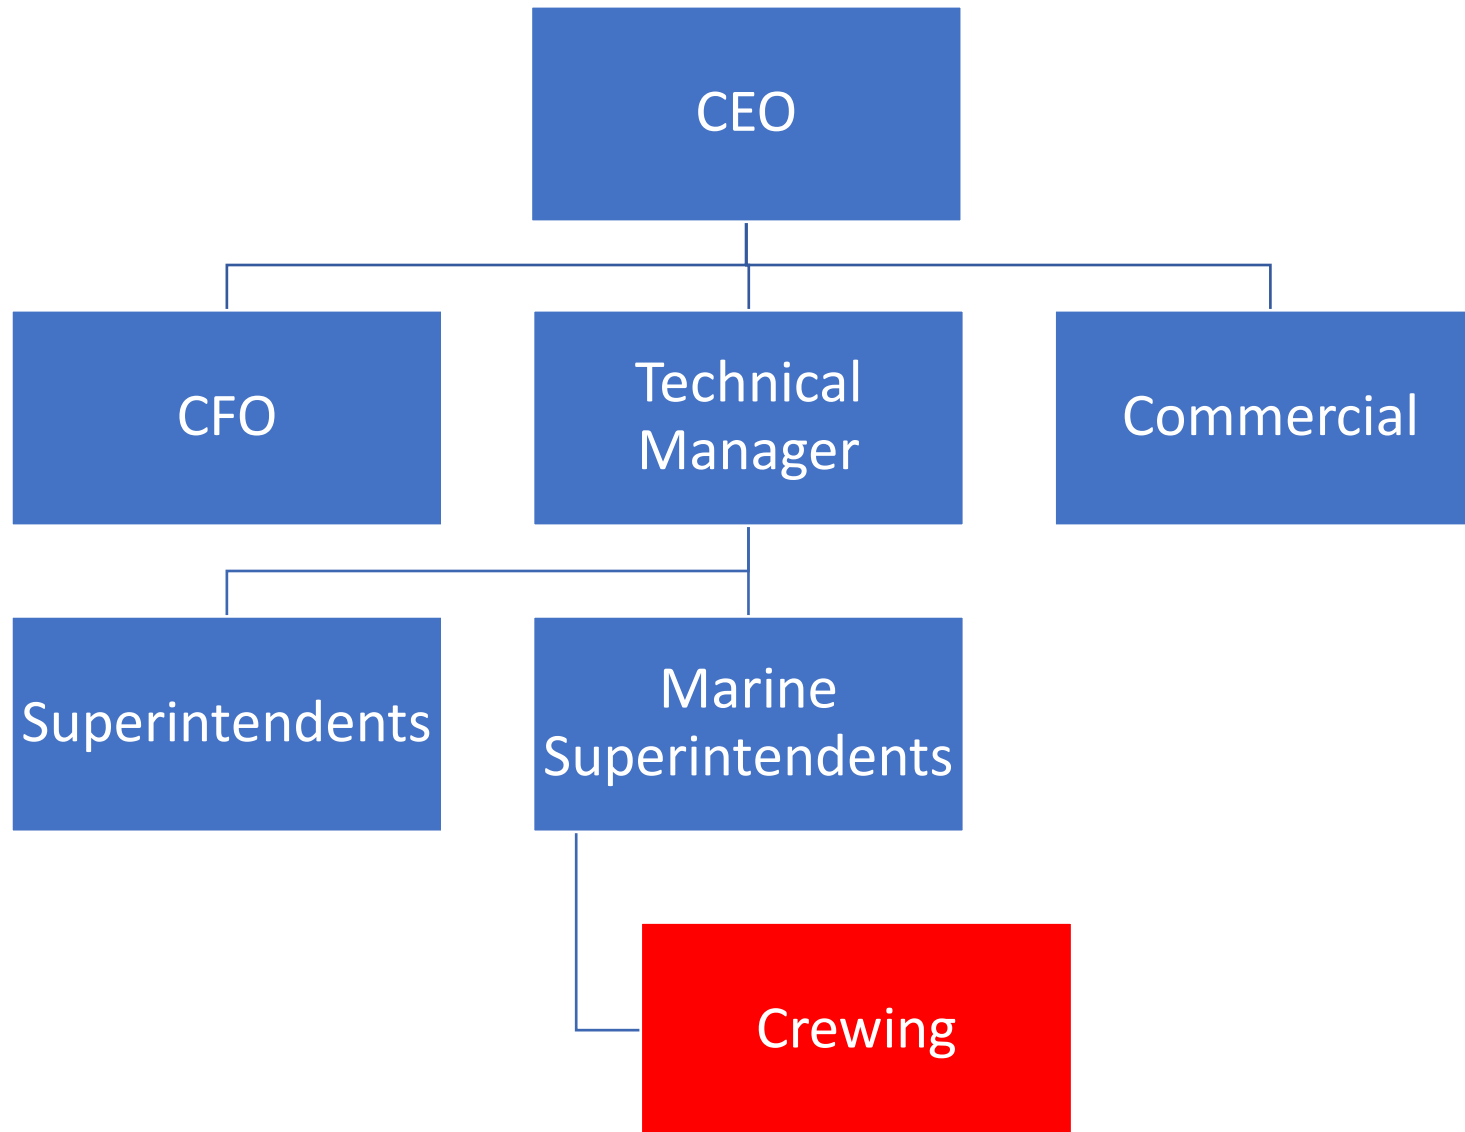 CEO
CFO
Technical
Manager
Commercial
Superintendents
Marine
Superintendents
Crewing